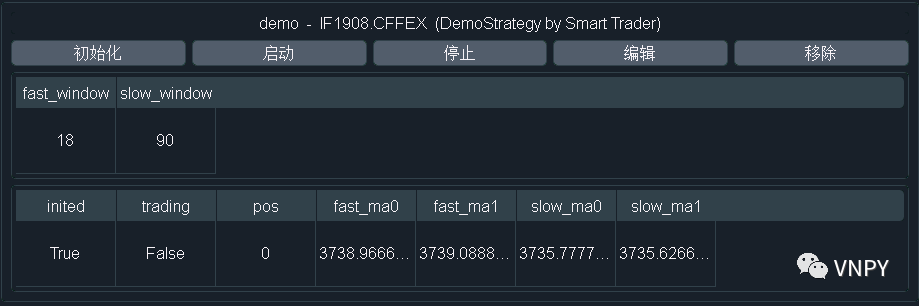 demo - IF1908.CFFEX (DemoStrategy by Smart Trader)
初始化 启动 停止 编辑 移除
fast_window slow_window
18 90
inited trading pos fast_ma0 fast_ma1 slow_ma0 slow_ma1
True False 0 3738.9666... 3739.0888... 3735.7777... 3735.6266...
VNPY